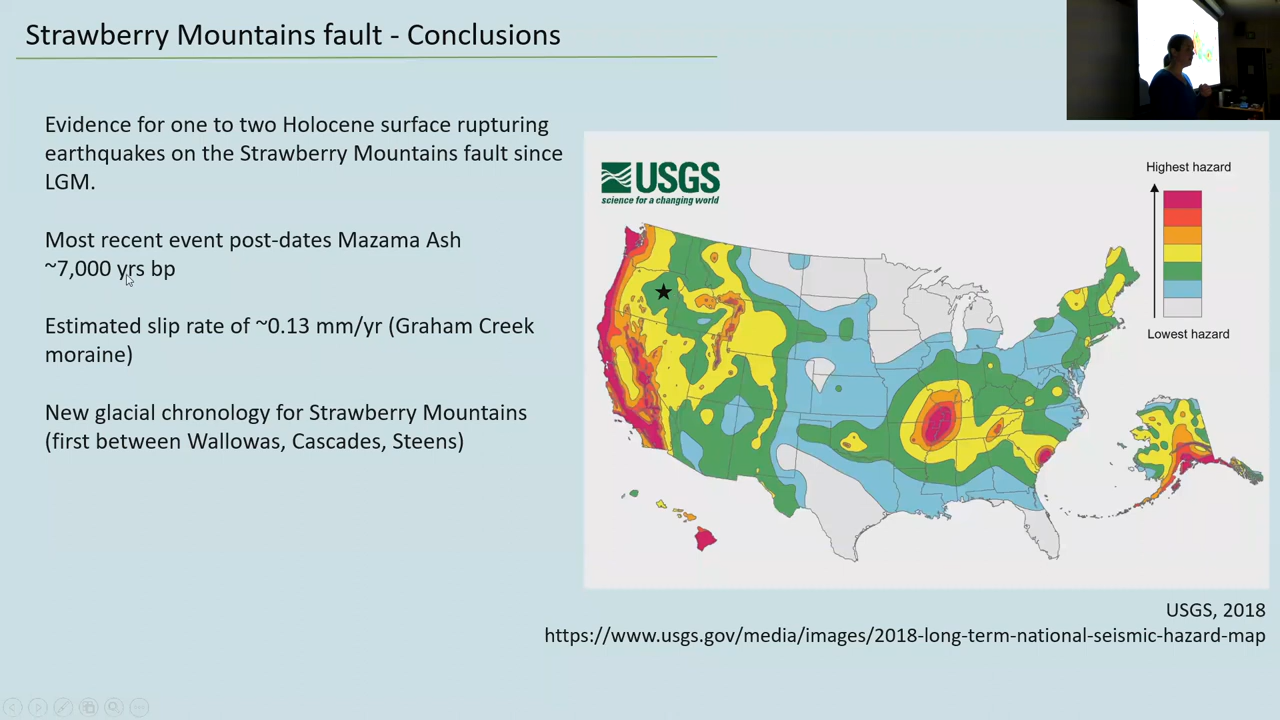 Strawberry Mountains fault - Conclusions
Evidence for one to two Holocene surface rupturing
earthquakes on the Strawberry Mountains fault since
LGM.
Most recent event post-dates Mazama Ash
~7,000 yrs bp
Estimated slip rate of ~0.13 mm/yr (Graham Creek
moraine)
New glacial chronology for Strawberry Mountains
(first between Wallowas, Cascades, Steens)
USGS
science for a changing world
Highest hazard
Lowest hazard
USGS, 2018
https://www.usgs.gov/media/images/2018-long-term-national-seismic-hazard-map